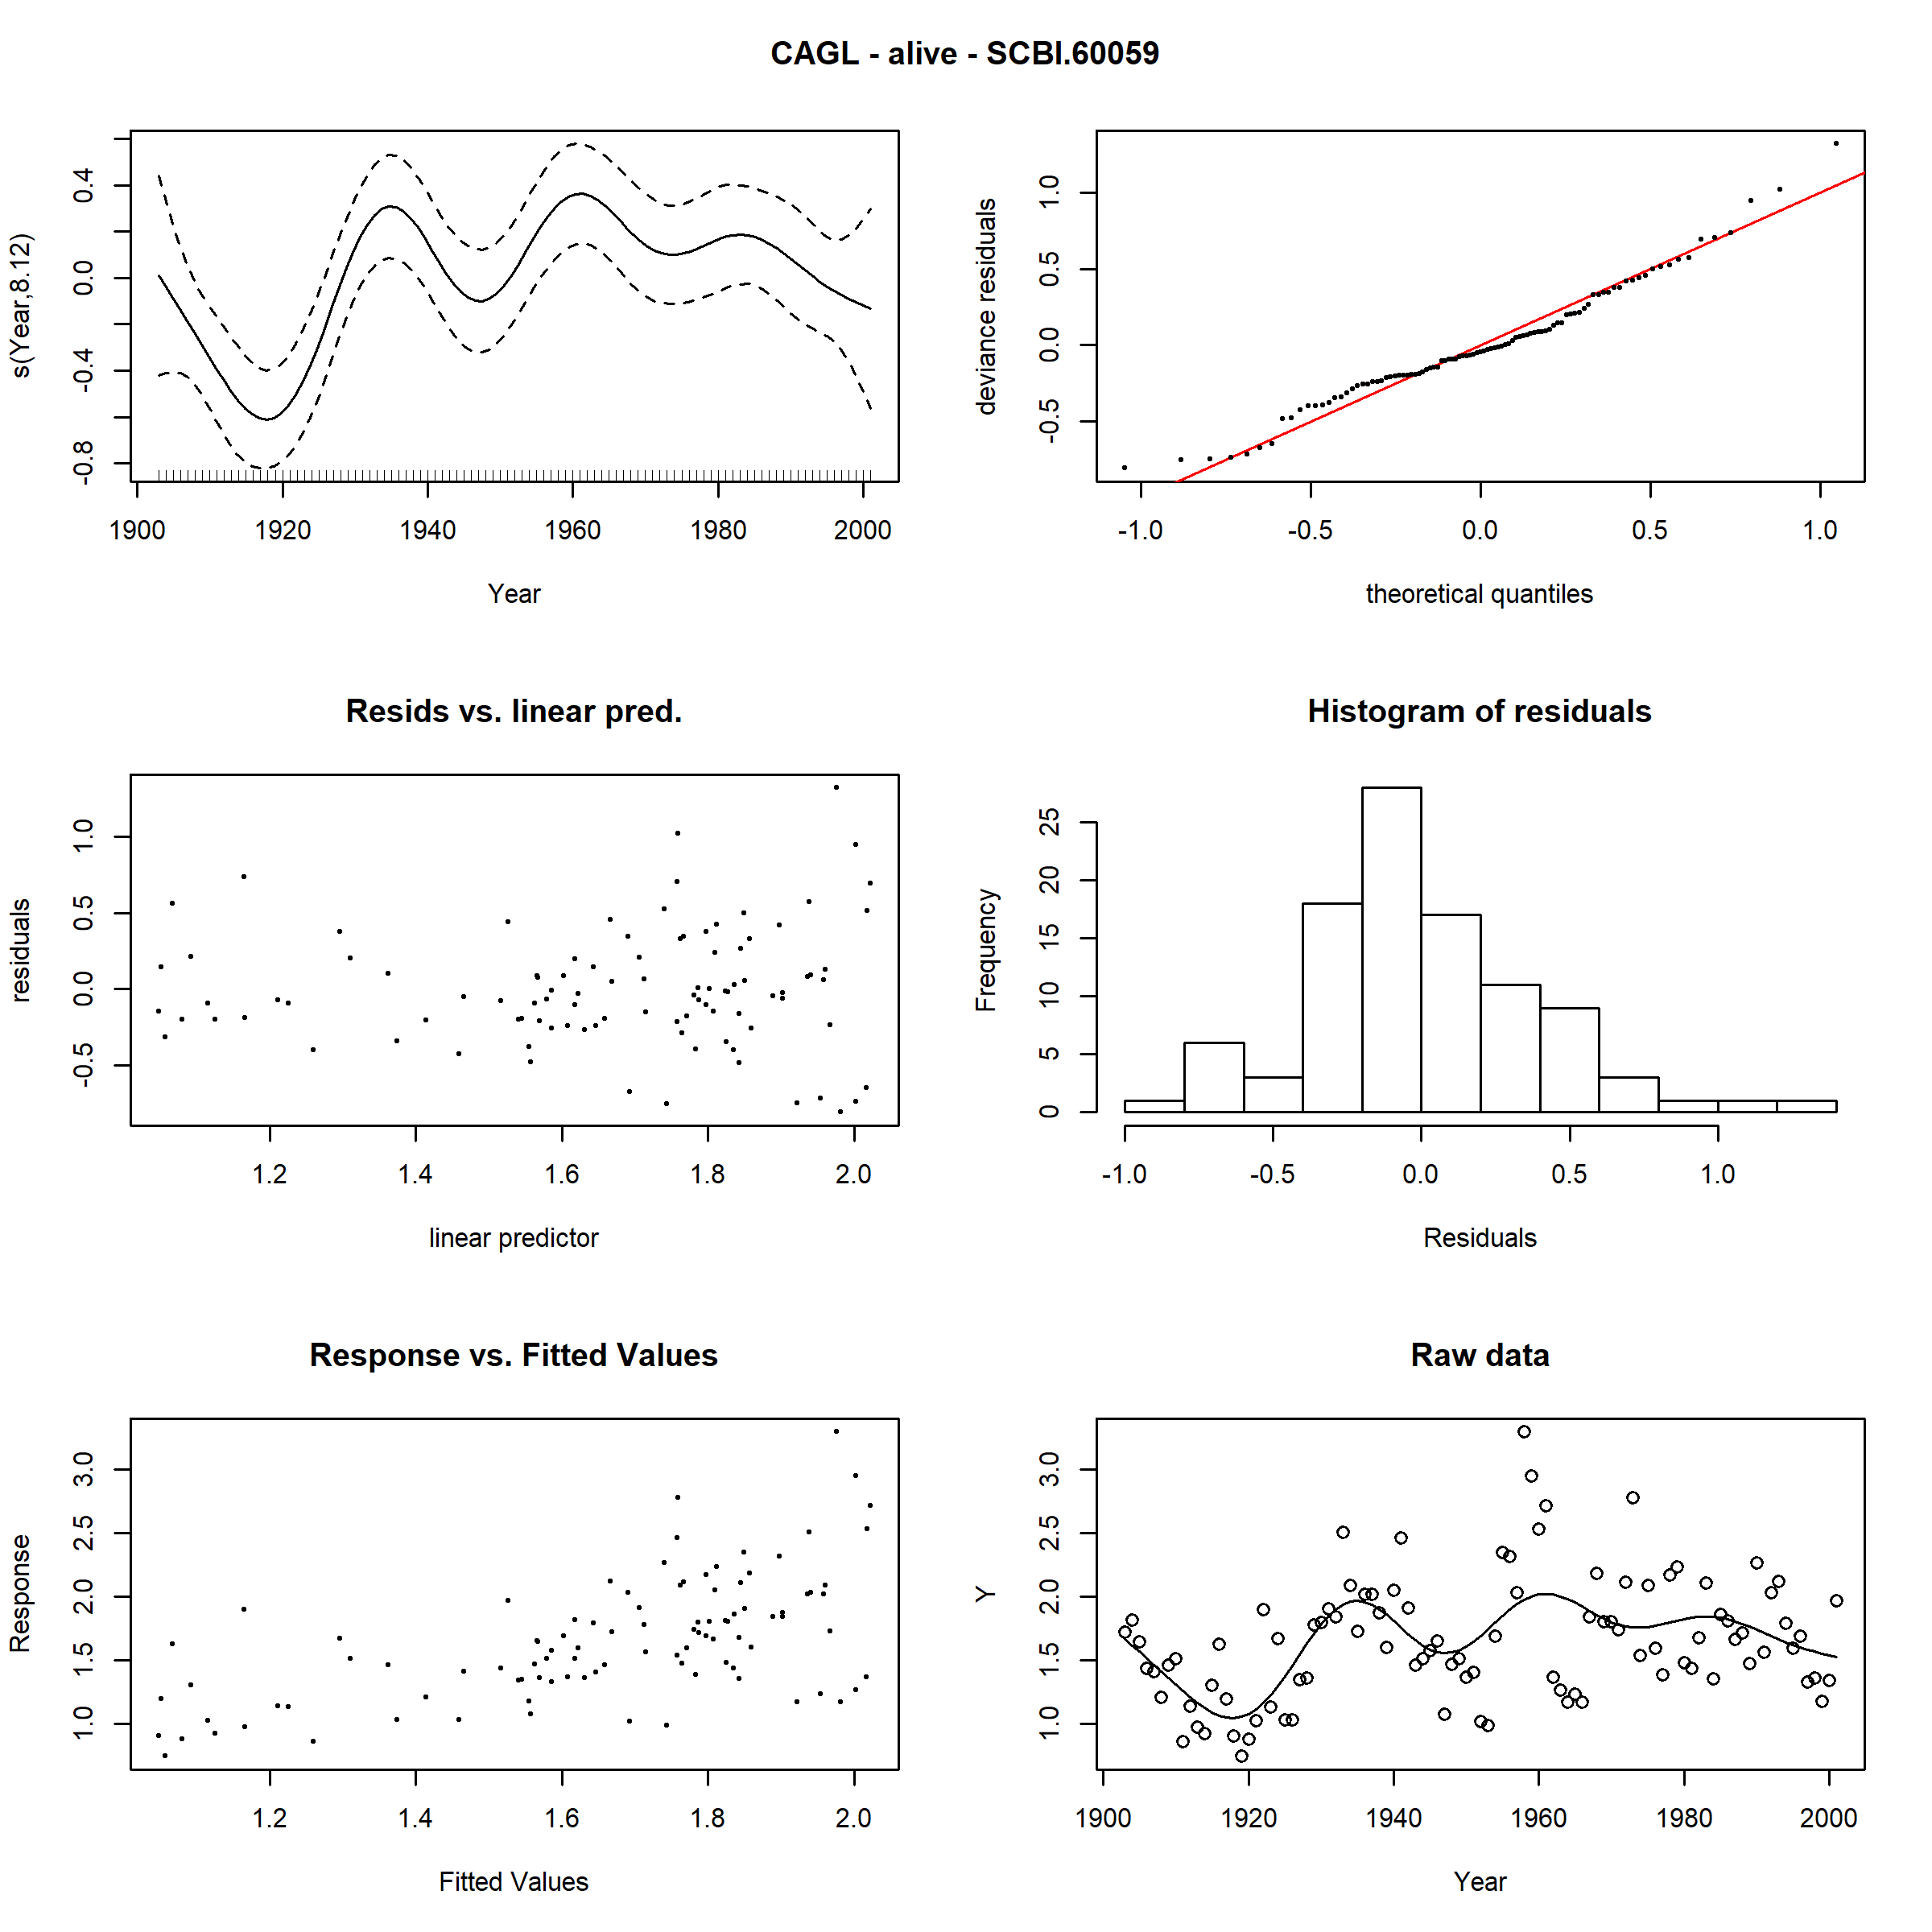 CAGL - alive - SCBI.60059
s(Year,8.12)
0.4
0.0
-0.4
-0.8
1900 1920 1940 1960 1980 2000
Year
deviance residuals
1.0
0.5
0.0
-0.5
-1.0 -0.5 0.0 0.5 1.0
theoretical quantiles
Resids vs. linear pred.
residuals
1.0
0.5
0.0
-0.5
1.2 1.4 1.6 1.8 2.0
linear predictor
Histogram of residuals
Frequency
25
20
15
10
5
0
-1.0 -0.5 0.0 0.5 1.0
Residuals
Response vs. Fitted Values
Response
3.0
2.5
2.0
1.5
1.0
1.2 1.4 1.6 1.8 2.0
Fitted Values
Raw data
Y
3.0
2.5
2.0
1.5
1.0
1900 1920 1940 1960 1980 2000
Year